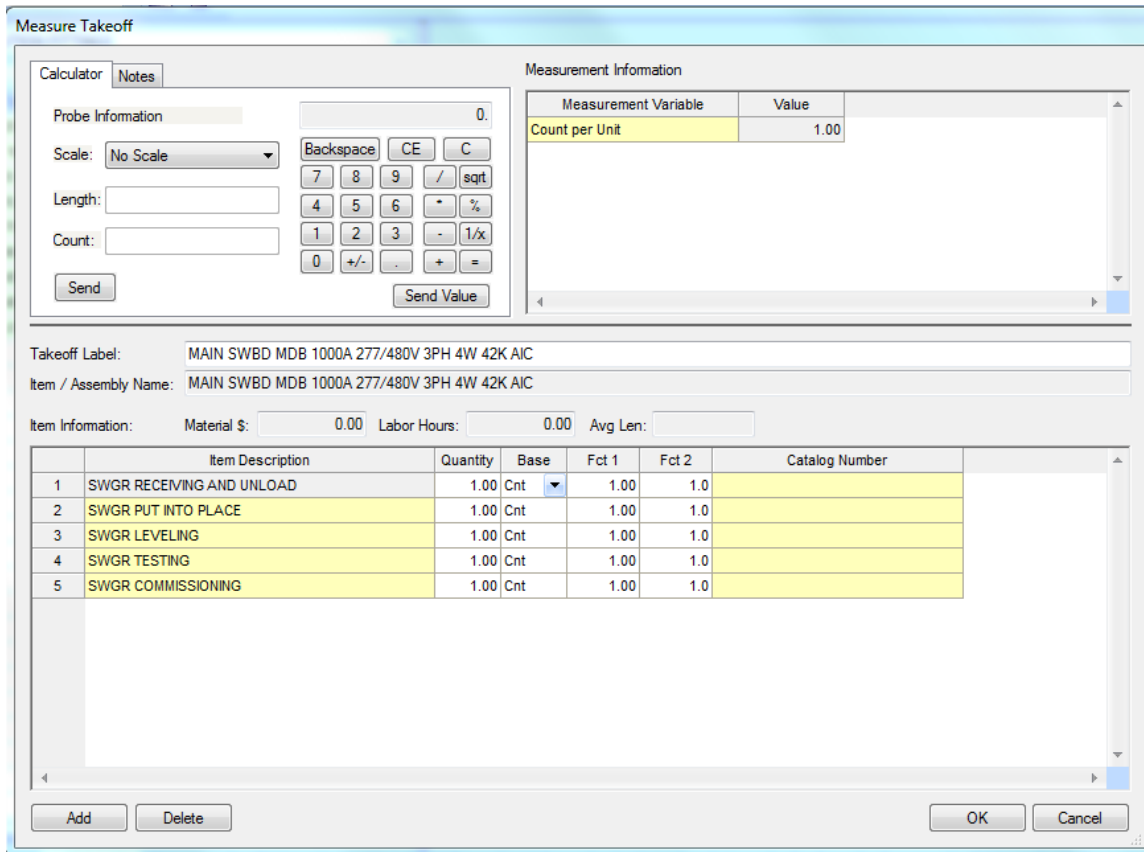 Measure Takeoff
Calculator Notes
Probe Information
0.
Scale: No Scale
Backspace CE C
7 8 9 / sqrt
Length:
4 5 6 * %
Count:
1 2 3 - 1/x
0 +/- . + =
Send
Send Value
Measurement Information
Measurement Variable Value
Count per Unit 1.00
Takeoff Label: MAIN SWBD MDB 1000A 277/480V 3PH 4W 42K AIC
Item / Assembly Name: MAIN SWBD MDB 1000A 277/480V 3PH 4W 42K AIC
Item Information: Material $: 0.00 Labor Hours: 0.00 Avg Len:
Item Description Quantity Base Fct 1 Fct 2 Catalog Number
1 SWGR RECEIVING AND UNLOAD 1.00 Cnt 1.00 1.0
2 SWGR PUT INTO PLACE 1.00 Cnt 1.00 1.0
3 SWGR LEVELING 1.00 Cnt 1.00 1.0
4 SWGR TESTING 1.00 Cnt 1.00 1.0
5 SWGR COMMISSIONING 1.00 Cnt 1.00 1.0
Add Delete OK Cancel